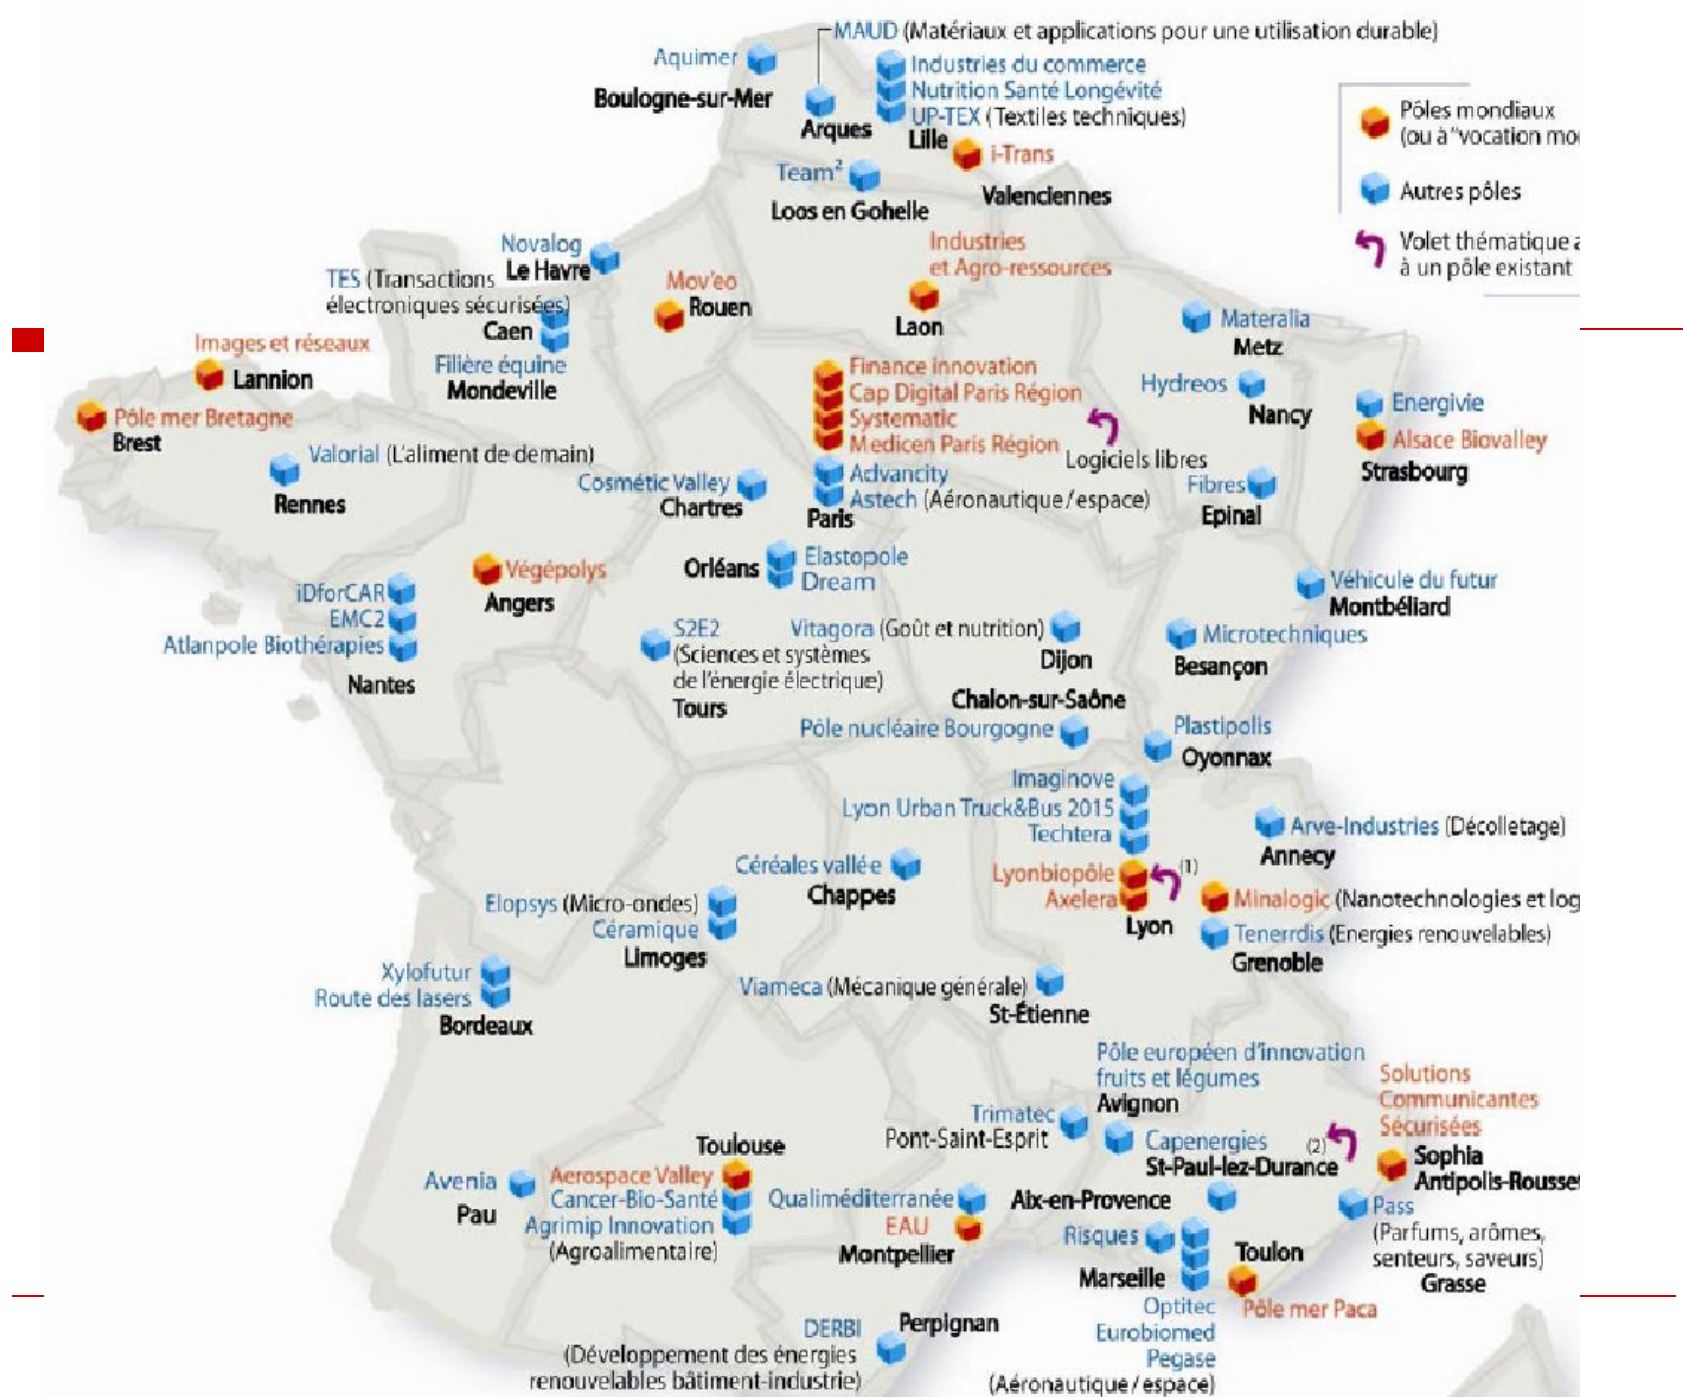 MAUD (Matériaux et applications pour une utilisation durable)
Aquimer
Boulogne-sur-Mer
Arques
Industries du commerce
Nutrition Santé Longévité
UP-TEX (Textiles techniques)
Lille
i-Trans
Valenciennes
Team²
Loos en Gohelle
Pôles mondiaux
(ou à "vocation mo
Autres pôles
Volet thématique a
à un pôle existant
Novalog
Le Havre
TES (Transactions
électroniques sécurisées)
Caen
Filière équine
Mondeville
Mov'eo
Rouen
Industries
et Agro-ressources
Laon
Materalia
Metz
Images et réseaux
Lannion
Pôle mer Bretagne
Brest
Valorial (L'aliment de demain)
Rennes
Finance innovation
Cap Digital Paris Région
Systematic
Medicen Paris Région
Logiciels libres
Advancity
Astech (Aéronautique/espace)
Paris
Hydreos
Nancy
Energivie
Alsace Biovalley
Strasbourg
Cosmétic Valley
Chartres
Fibres
Epinal
Orléans
Elastopole
Dream
Végépolys
Angers
Véhicule du futur
Montbéliard
iDforCAR
EMC2
Atlanpole Biothérapies
Nantes
S2E2
(Sciences et systèmes
de l'énergie électrique)
Tours
Vitagora (Goût et nutrition)
Dijon
Microtechniques
Besançon
Chalon-sur-Saône
Pôle nucléaire Bourgogne
Plastipolis
Oyonnax
Imaginove
Lyon Urban Truck&Bus 2015
Techtera
Lyonbiopôle
(1)
Axelera
Lyon
Arve-Industries (Décolletage)
Annecy
Céréales vallée
Chappes
Minalogic (Nanotechnologies et log
Tenerrdis (Energies renouvelables)
Grenoble
Elopsys (Micro-ondes)
Céramique
Limoges
Xylofutur
Route des lasers
Bordeaux
Viameca (Mécanique générale)
St-Étienne
Pôle européen d'innovation
fruits et légumes
Avignon
Trimatec
Pont-Saint-Esprit
Capenergies
(2)
St-Paul-lez-Durance
Solutions
Communicantes
Sécurisées
Sophia
Antipolis-Rousset
Toulouse
Aerospace Valley
Cancer-Bio-Santé
Agrimip Innovation
(Agroalimentaire)
Avenia
Pau
Qualiméditerranée
EAU
Montpellier
Aix-en-Provence
Risques
Marseille
Optitec
Eurobiomed
Pegase
(Aéronautique/espace)
Toulon
Pôle mer Paca
Pass
(Parfums, arômes,
senteurs, saveurs)
Grasse
DERBI
Perpignan
(Développement des énergies
renouvelables bâtiment-industrie)